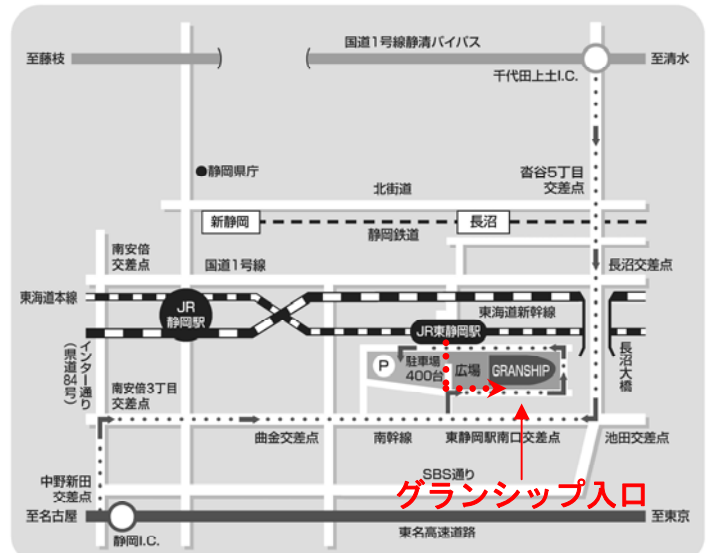 国道1号線静清バイパス
至藤枝
至清水
千代田上土I.C.
●静岡県庁
沓谷5丁目
交差点
北街道
新静岡
長沼
静岡鉄道
南安倍
交差点
国道1号線
長沼交差点
東海道本線
JR
静岡駅
東海道新幹線
JR東静岡駅
インター通り
(県道84号)
P
駐車場
400台
広場
GRANSHIP
長沼大橋
南安倍3丁目
交差点
曲金交差点
南幹線
東静岡駅南口交差点
池田交差点
中野新田
交差点
SBS通り
グランシップ入口
至名古屋
至東京
東名高速道路
静岡I.C.